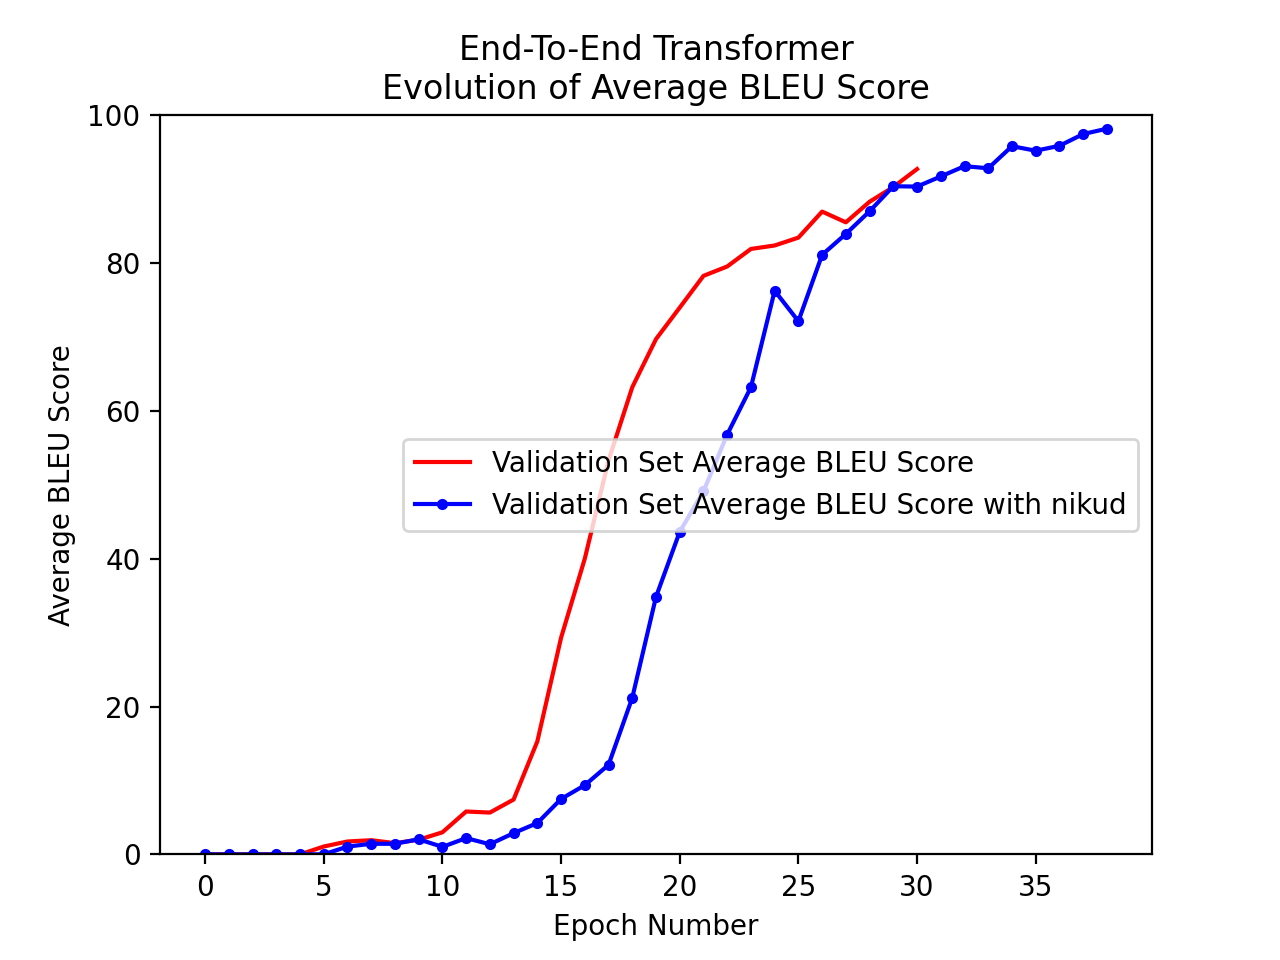 End-To-End Transformer
Evolution of Average BLEU Score
100
80
60
40
20
0
Average BLEU Score
Validation Set Average BLEU Score
Validation Set Average BLEU Score with nikud
0 5 10 15 20 25 30 35
Epoch Number